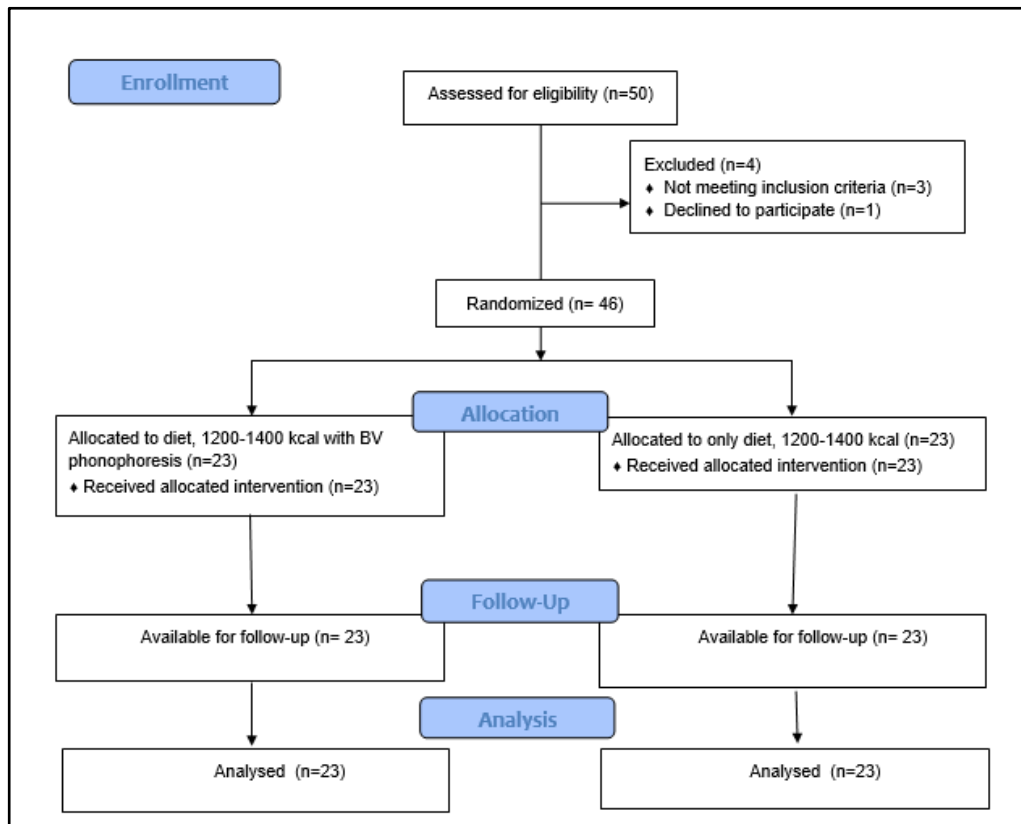 Enrollment
Assessed for eligibility (n=50)
Excluded (n=4)
♦ Not meeting inclusion criteria (n=3)
♦ Declined to participate (n=1)
Randomized (n= 46)
Allocation
Allocated to diet, 1200-1400 kcal with BV
phonophoresis (n=23)
♦ Received allocated intervention (n=23)
Allocated to only diet, 1200-1400 kcal (n=23)
♦ Received allocated intervention (n=23)
Follow-Up
Available for follow-up (n= 23)
Available for follow-up (n= 23)
Analysis
Analysed (n=23)
Analysed (n=23)